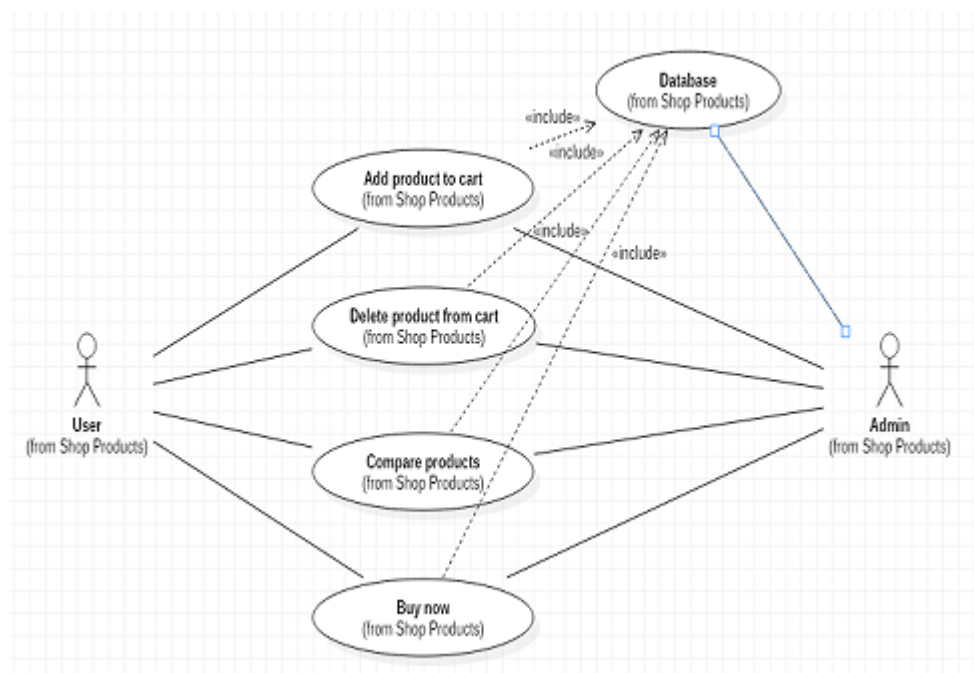 Database
(from Shop Products)
«include»
«include»
Add product to cart
(from Shop Products)
«include»
«include»
Delete product from cart
(from Shop Products)
User
(from Shop Products)
Admin
(from Shop Products)
Compare products
(from Shop Products)
Buy now
(from Shop Products)